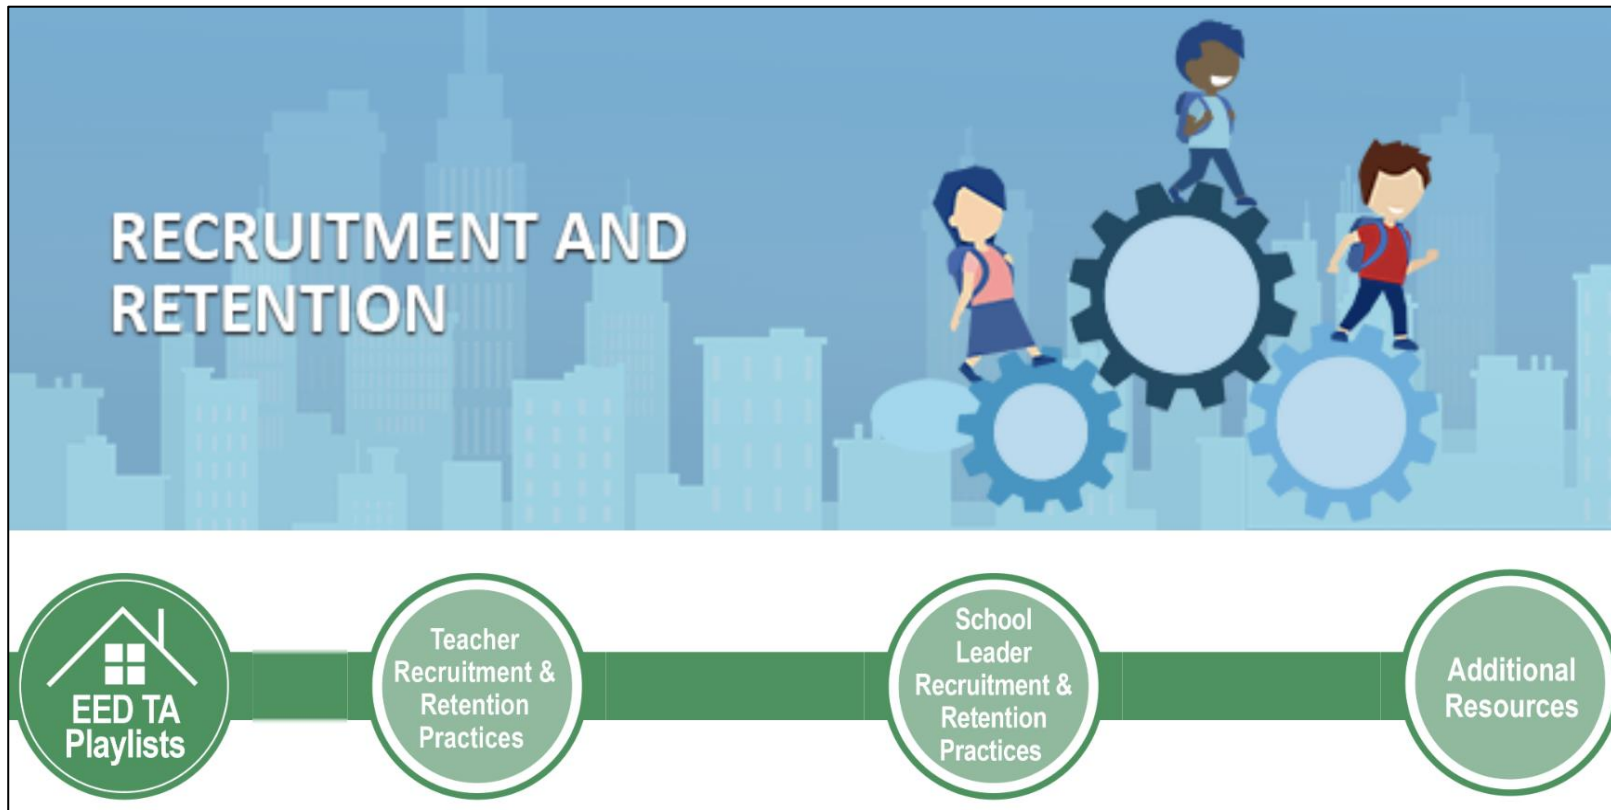 RECRUITMENT AND
RETENTION
EED TA
Playlists
Teacher
Recruitment &
Retention
Practices
School
Leader
Recruitment &
Retention
Practices
Additional
Resources